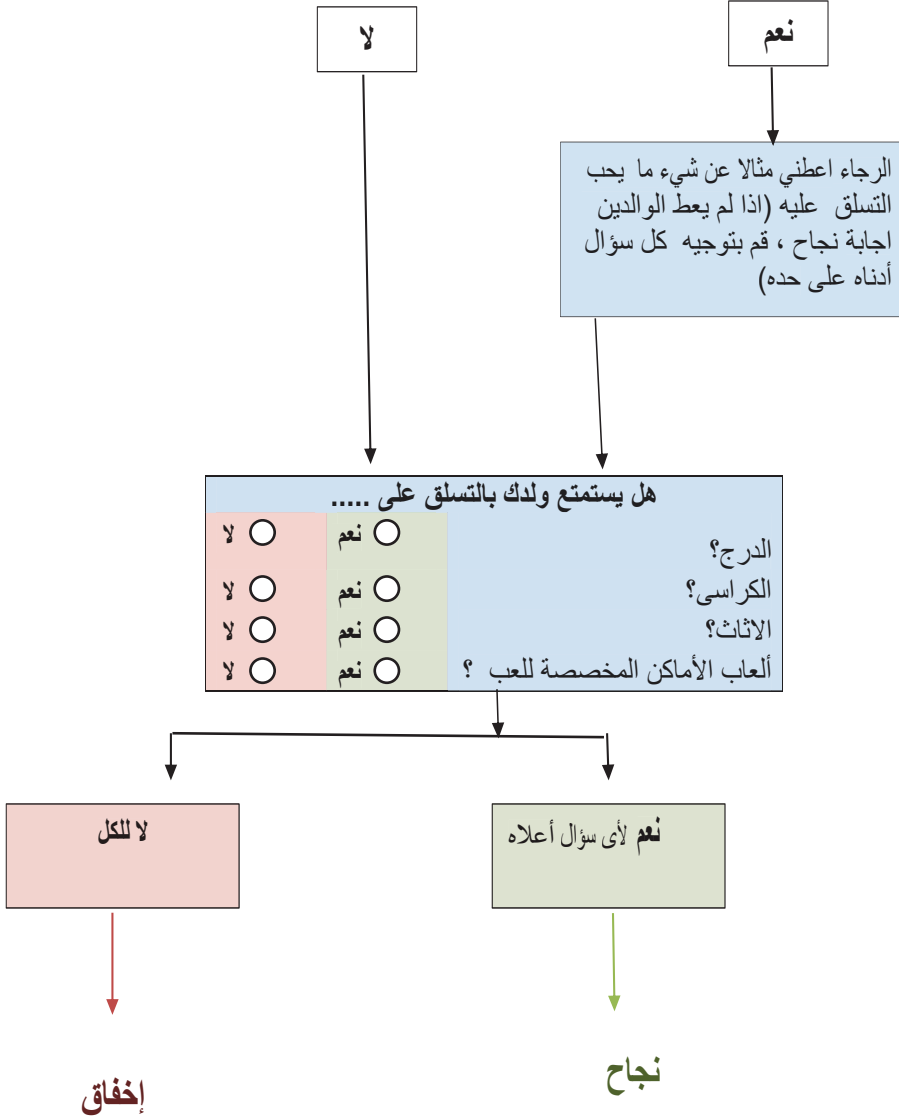 نعم
لا
الرجاء اعطني مثالا عن شيء ما يحب
التسلق عليه (اذا لم يعط الوالدين
اجابة نجاح ، قم بتوجيه كل سؤال
أدناه على حده)
هل يستمتع ولدك بالتسلق على .....
الدرج؟ نعم لا
الكراسى؟ نعم لا
الاثاث؟ نعم لا
ألعاب الأماكن المخصصة للعب ؟ نعم لا
نعم لأى سؤال أعلاه
لا للكل
نجاح
إخفاق